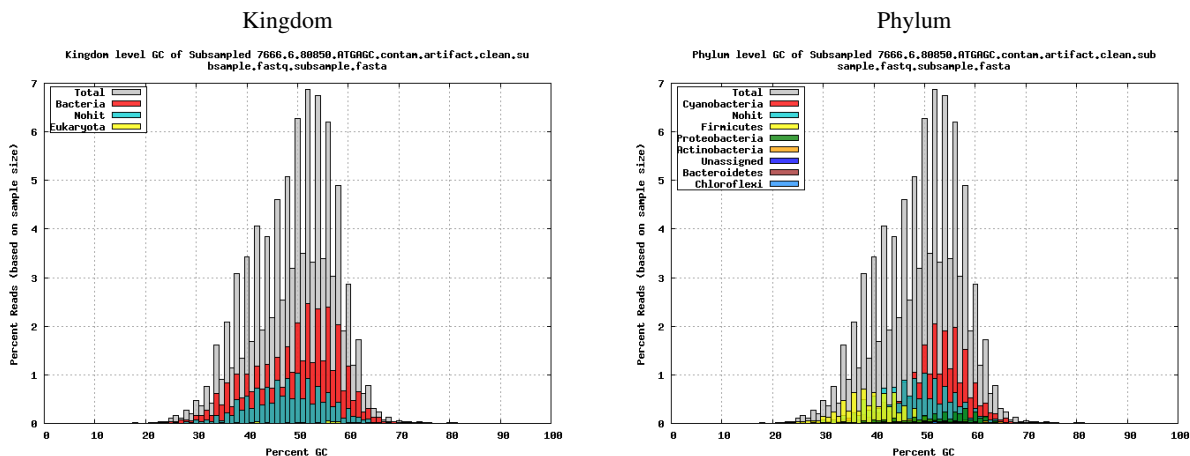 Kingdom
Kingdom level GC of Subsampled 7666.6.80850.ATGAGC.contam.artifact.clean.su
bsample.fastq.subsample.fasta
Percent Reads (based on sample size)
7
6
5
4
3
2
1
0
Total
Bacteria
Nohit
Eukaryota
0 10 20 30 40 50 60 70 80 90 100
Percent GC
Phylum
Phylum level GC of Subsampled 7666.6.80850.ATGAGC.contam.artifact.clean.sub
sample.fastq.subsample.fasta
Percent Reads (based on sample size)
7
6
5
4
3
2
1
0
Total
Cyanobacteria
Nohit
Firmicutes
Proteobacteria
Actinobacteria
Unassigned
Bacteroidetes
Chloroflexi
0 10 20 30 40 50 60 70 80 90 100
Percent GC